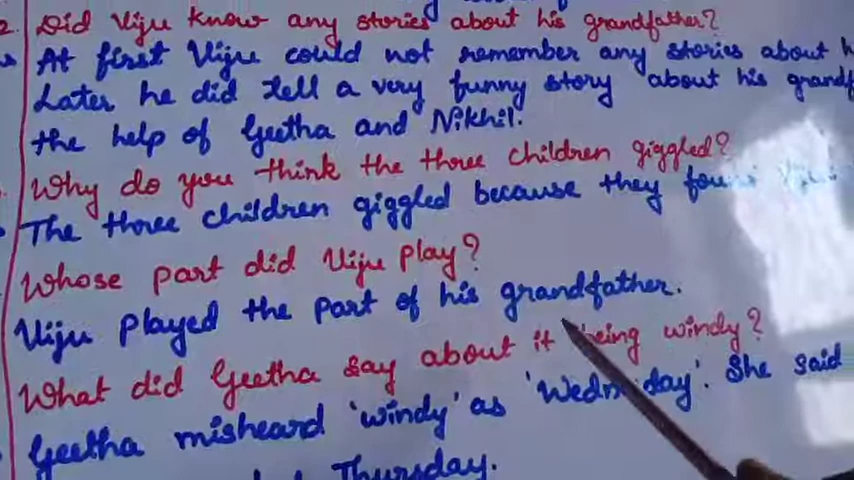 2. Did Viju know any stories about his grandfather?
At first Viju could not remember any stories about h
Later he did tell a very funny story about his grandf
the help of Geetha and Nikhil.
Why do you think the three children giggled?
The three children giggled because they
Whose part did Viju play?
Viju played the part of his grandfather.
What did Geetha say about it being windy?
Geetha misheard 'windy' as 'Wednesday'. She said
Thursday.